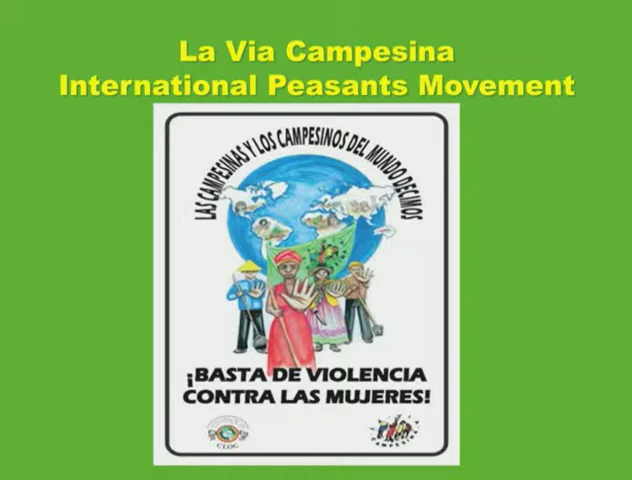 La Via Campesina
International Peasants Movement
LAS CAMPESINAS Y LOS CAMPESINOS DEL MUNDO DECIMOS
¡BASTA DE VIOLENCIA
CONTRA LAS MUJERES!
CLOC
CAMPESINA